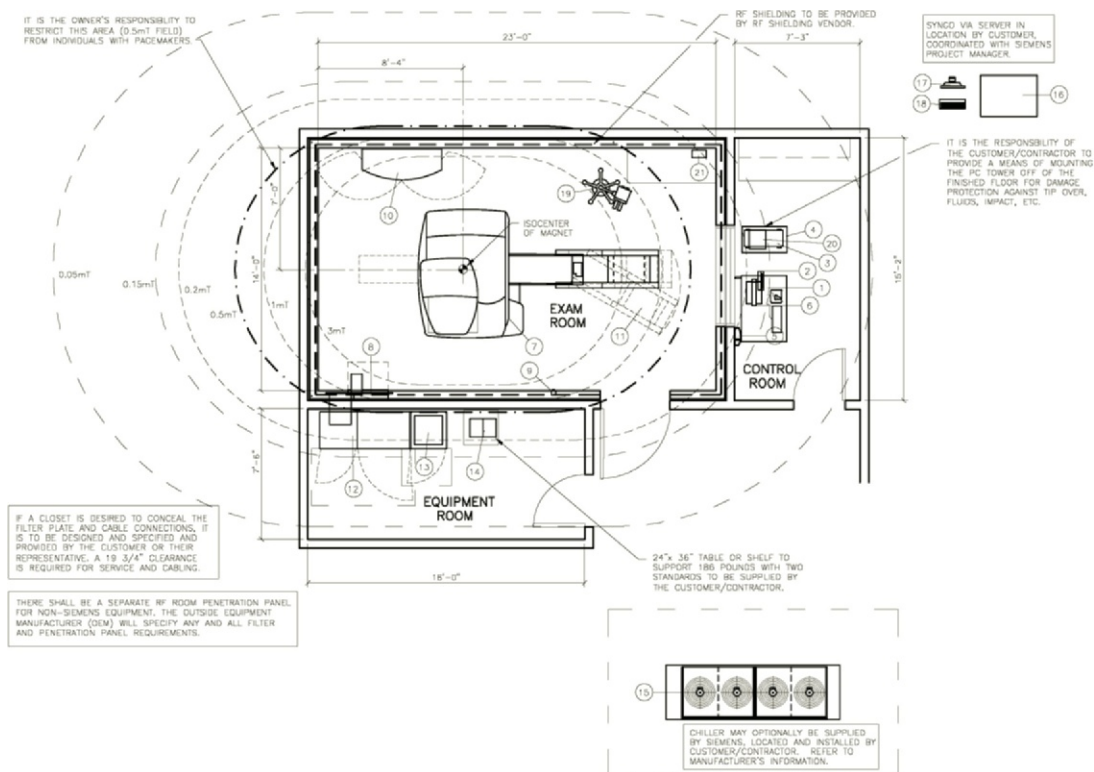 IT IS THE OWNER'S RESPONSIBLITY TO
RESTRICT THIS AREA (0.5mT FIELD)
FROM INDIVIDUALS WITH PACEMAKERS.
RF SHIELDING TO BE PROVIDED
BY RF SHIELDING VENDOR.
23'-0"
7'-3"
8'-4"
SYNGO VIA SERVER IN
LOCATION BY CUSTOMER,
COORDINATED WITH SIEMENS
PROJECT MANAGER.
17
18
16
IT IS THE RESPONSIBILITY OF
THE CUSTOMER/CONTRACTOR TO
PROVIDE A MEANS OF MOUNTING
THE PC TOWER OFF OF THE
FINISHED FLOOR FOR DAMAGE
PROTECTION AGAINST TIP OVER,
FLUIDS, IMPACT, ETC.
7'-0"
14'-0"
15'-2"
10
19
21
ISOCENTER
OF MAGNET
4
20
3
2
1
6
5
0.05mT
0.15mT
0.2mT
0.5mT
1mT
3mT
EXAM
ROOM
7
11
8
9
CONTROL
ROOM
7'-6"
12
13
14
EQUIPMENT
ROOM
18'-0"
IF A CLOSET IS DESIRED TO CONCEAL THE
FILTER PLATE AND CABLE CONNECTIONS, IT
IS TO BE DESIGNED AND SPECIFIED AND
PROVIDED BY THE CUSTOMER OR THEIR
REPRESENTATIVE. A 19 3/4" CLEARANCE
IS REQUIRED FOR SERVICE AND CABLING.
THERE SHALL BE A SEPARATE RF ROOM PENETRATION PANEL
FOR NON-SIEMENS EQUIPMENT. THE OUTSIDE EQUIPMENT
MANUFACTURER (OEM) WILL SPECIFY ANY AND ALL FILTER
AND PENETRATION PANEL REQUIREMENTS.
24"x 36" TABLE OR SHELF TO
SUPPORT 186 POUNDS WITH TWO
STANDARDS TO BE SUPPLIED BY
THE CUSTOMER/CONTRACTOR.
15
CHILLER MAY OPTIONALLY BE SUPPLIED
BY SIEMENS, LOCATED AND INSTALLED BY
CUSTOMER/CONTRACTOR. REFER TO
MANUFACTURER'S INFORMATION.